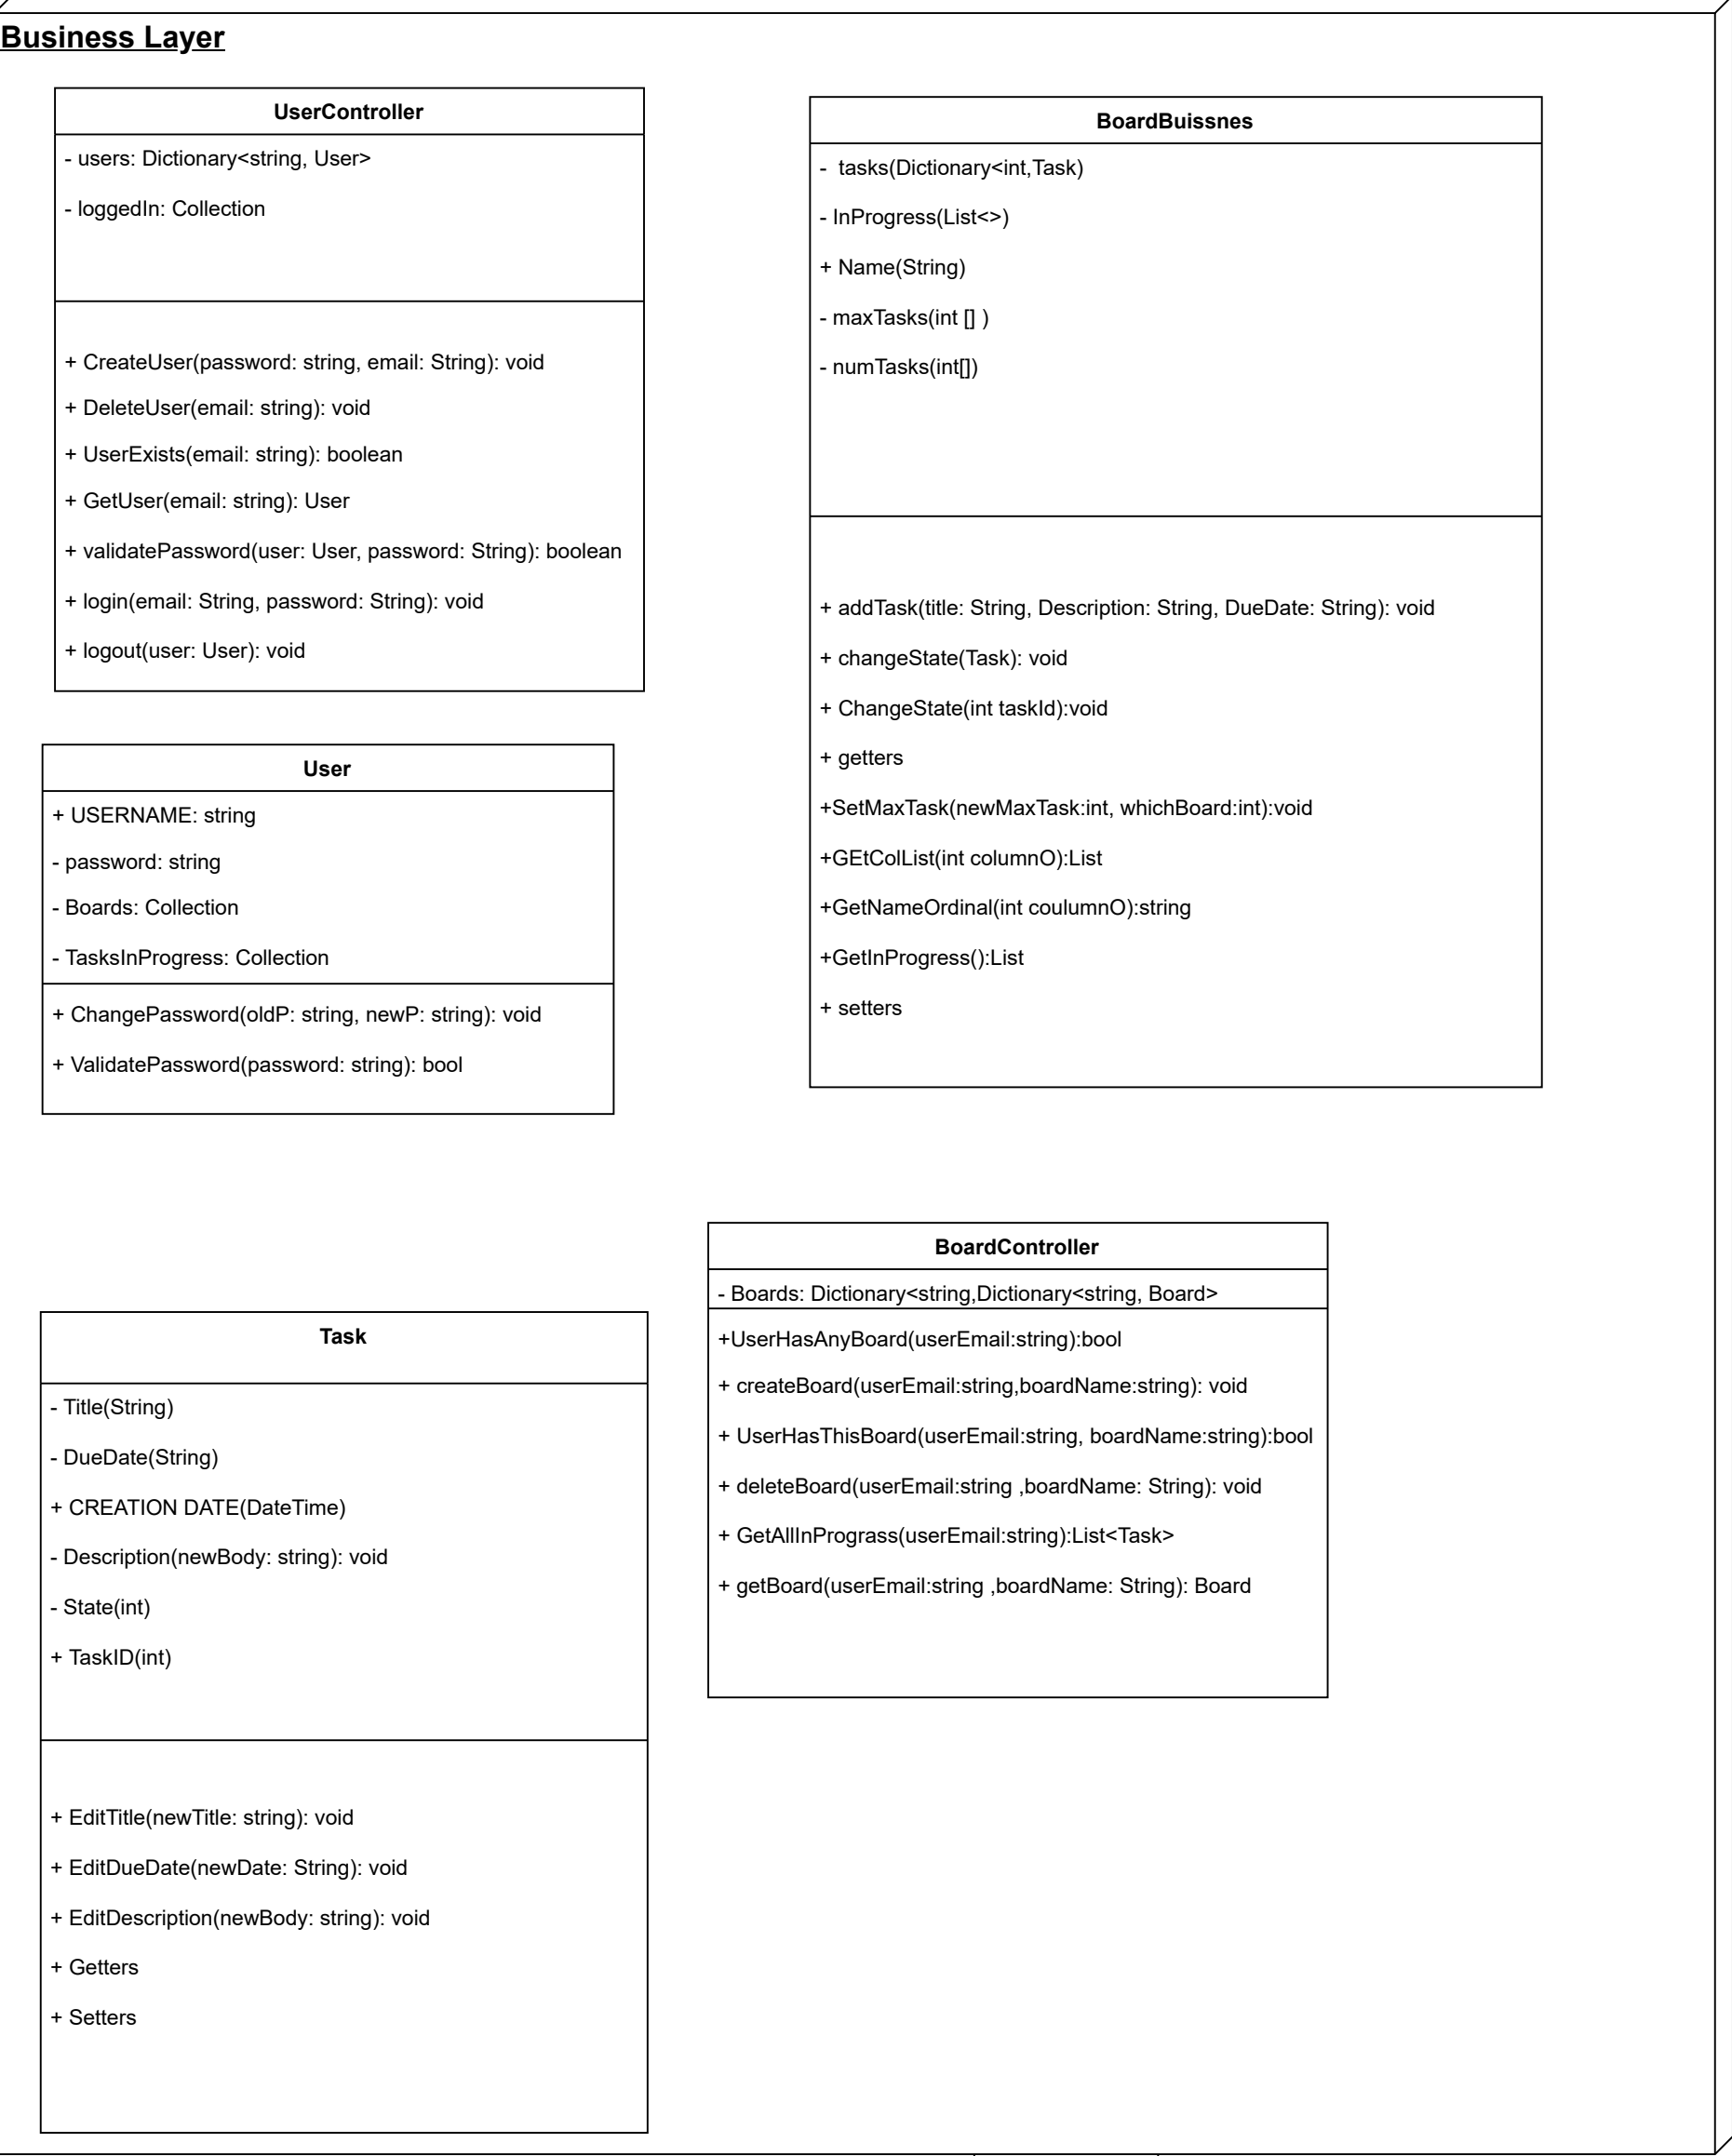 Business Layer
UserController
- users: Dictionary<string, User>
- loggedIn: Collection
+ CreateUser(password: string, email: String): void
+ DeleteUser(email: string): void
+ UserExists(email: string): boolean
+ GetUser(email: string): User
+ validatePassword(user: User, password: String): boolean
+ login(email: String, password: String): void
+ logout(user: User): void
BoardBuissnes
- tasks(Dictionary<int,Task)
- InProgress(List<>)
+ Name(String)
- maxTasks(int [] )
- numTasks(int[])
+ addTask(title: String, Description: String, DueDate: String): void
+ changeState(Task): void
+ ChangeState(int taskId):void
+ getters
+SetMaxTask(newMaxTask:int, whichBoard:int):void
+GEtColList(int columnO):List
+GetNameOrdinal(int coulumnO):string
+GetInProgress():List
+ setters
User
+ USERNAME: string
- password: string
- Boards: Collection
- TasksInProgress: Collection
+ ChangePassword(oldP: string, newP: string): void
+ ValidatePassword(password: string): bool
BoardController
- Boards: Dictionary<string,Dictionary<string, Board>
+UserHasAnyBoard(userEmail:string):bool
+ createBoard(userEmail:string,boardName:string): void
+ UserHasThisBoard(userEmail:string, boardName:string):bool
+ deleteBoard(userEmail:string ,boardName: String): void
+ GetAllInPrograss(userEmail:string):List<Task>
+ getBoard(userEmail:string ,boardName: String): Board
Task
- Title(String)
- DueDate(String)
+ CREATION DATE(DateTime)
- Description(newBody: string): void
- State(int)
+ TaskID(int)
+ EditTitle(newTitle: string): void
+ EditDueDate(newDate: String): void
+ EditDescription(newBody: string): void
+ Getters
+ Setters